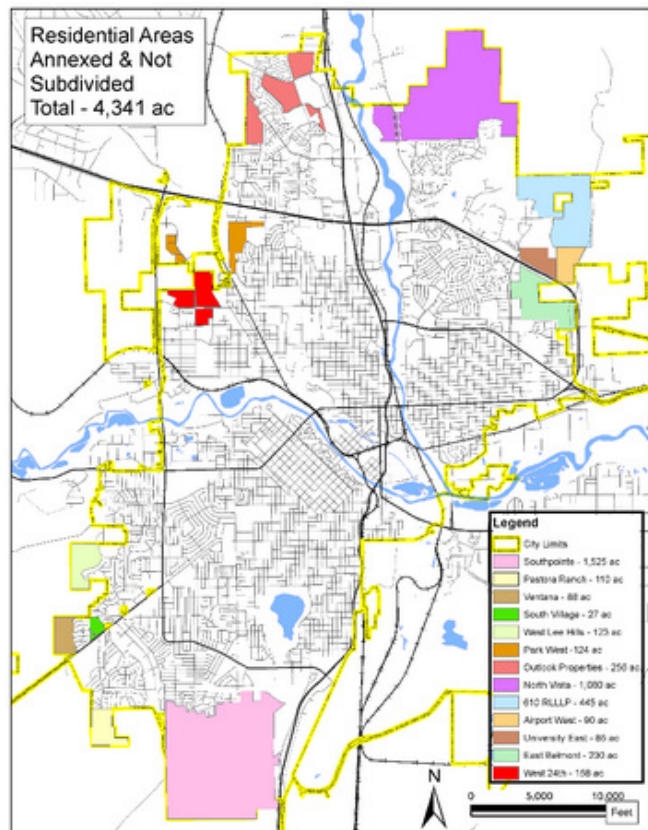 Residential Areas
Annexed & Not
Subdivided
Total - 4,341 ac
Legend
City Limits
Southpointe - 1,525 ac
Pastora Ranch - 110 ac
Ventana - 88 ac
South Village - 27 ac
West Lee Hills - 125 ac
Park West -124 ac
Outlook Properties - 256 ac
North Vista - 1,080 ac
610 RLLLP - 445 ac
Airport West - 90 ac
University East - 85 ac
East Belmont - 230 ac
West 24th - 158 ac
N
0 5,000 10,000
Feet